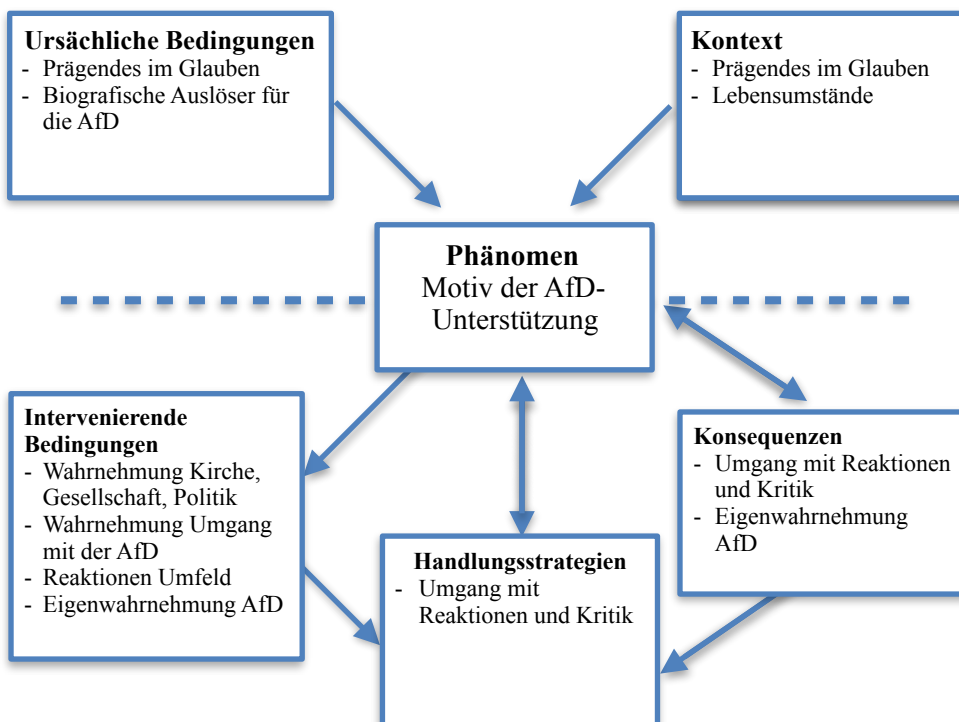 Ursächliche Bedingungen
- Prägendes im Glauben
- Biografische Auslöser für
die AfD
Kontext
- Prägendes im Glauben
- Lebensumstände
Phänomen
Motiv der AfD-
Unterstützung
Intervenierende
Bedingungen
- Wahrnehmung Kirche,
Gesellschaft, Politik
- Wahrnehmung Umgang
mit der AfD
- Reaktionen Umfeld
- Eigenwahrnehmung AfD
Handlungsstrategien
- Umgang mit
Reaktionen und Kritik
Konsequenzen
- Umgang mit Reaktionen
und Kritik
- Eigenwahrnehmung
AfD